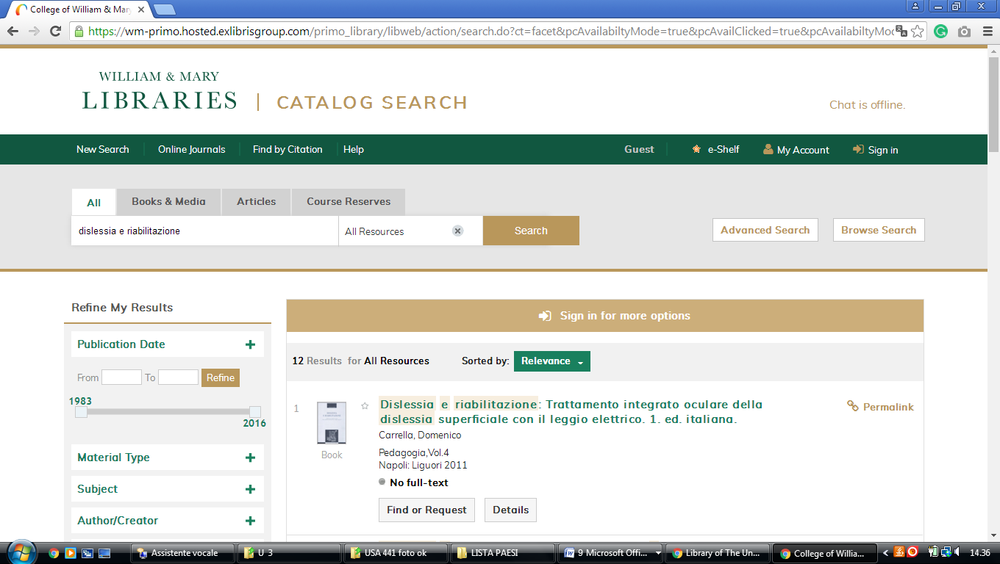 College of William & Mary
https://wm-primo.hosted.exlibrisgroup.com/primo_library/libweb/action/search.do?ct=facet&pcAvailabiltyMode=true&pcAvailClicked=true&pcAvailabiltyMod
WILLIAM & MARY
LIBRARIES | CATALOG SEARCH
Chat is offline.
New Search Online Journals Find by Citation Help Guest e-Shelf My Account Sign in
All Books & Media Articles Course Reserves
dislessia e riabilitazione All Resources Search Advanced Search Browse Search
Refine My Results
Sign in for more options
Publication Date
12 Results for All Resources Sorted by: Relevance
From To Refine
1983
2016
1
Dislessia e riabilitazione: Trattamento integrato oculare della
dislessia superficiale con il leggio elettrico. 1. ed. italiana.
Permalink
Carrella, Domenico
Book
Pedagogia,Vol.4
Napoli: Liguori 2011
No full-text
Find or Request Details
Material Type
Subject
Author/Creator
Assistente vocale U_3 USA 441 foto ok LISTA PAESI 9 Microsoft Offi... Library of The Un... College of Willia... 14.36